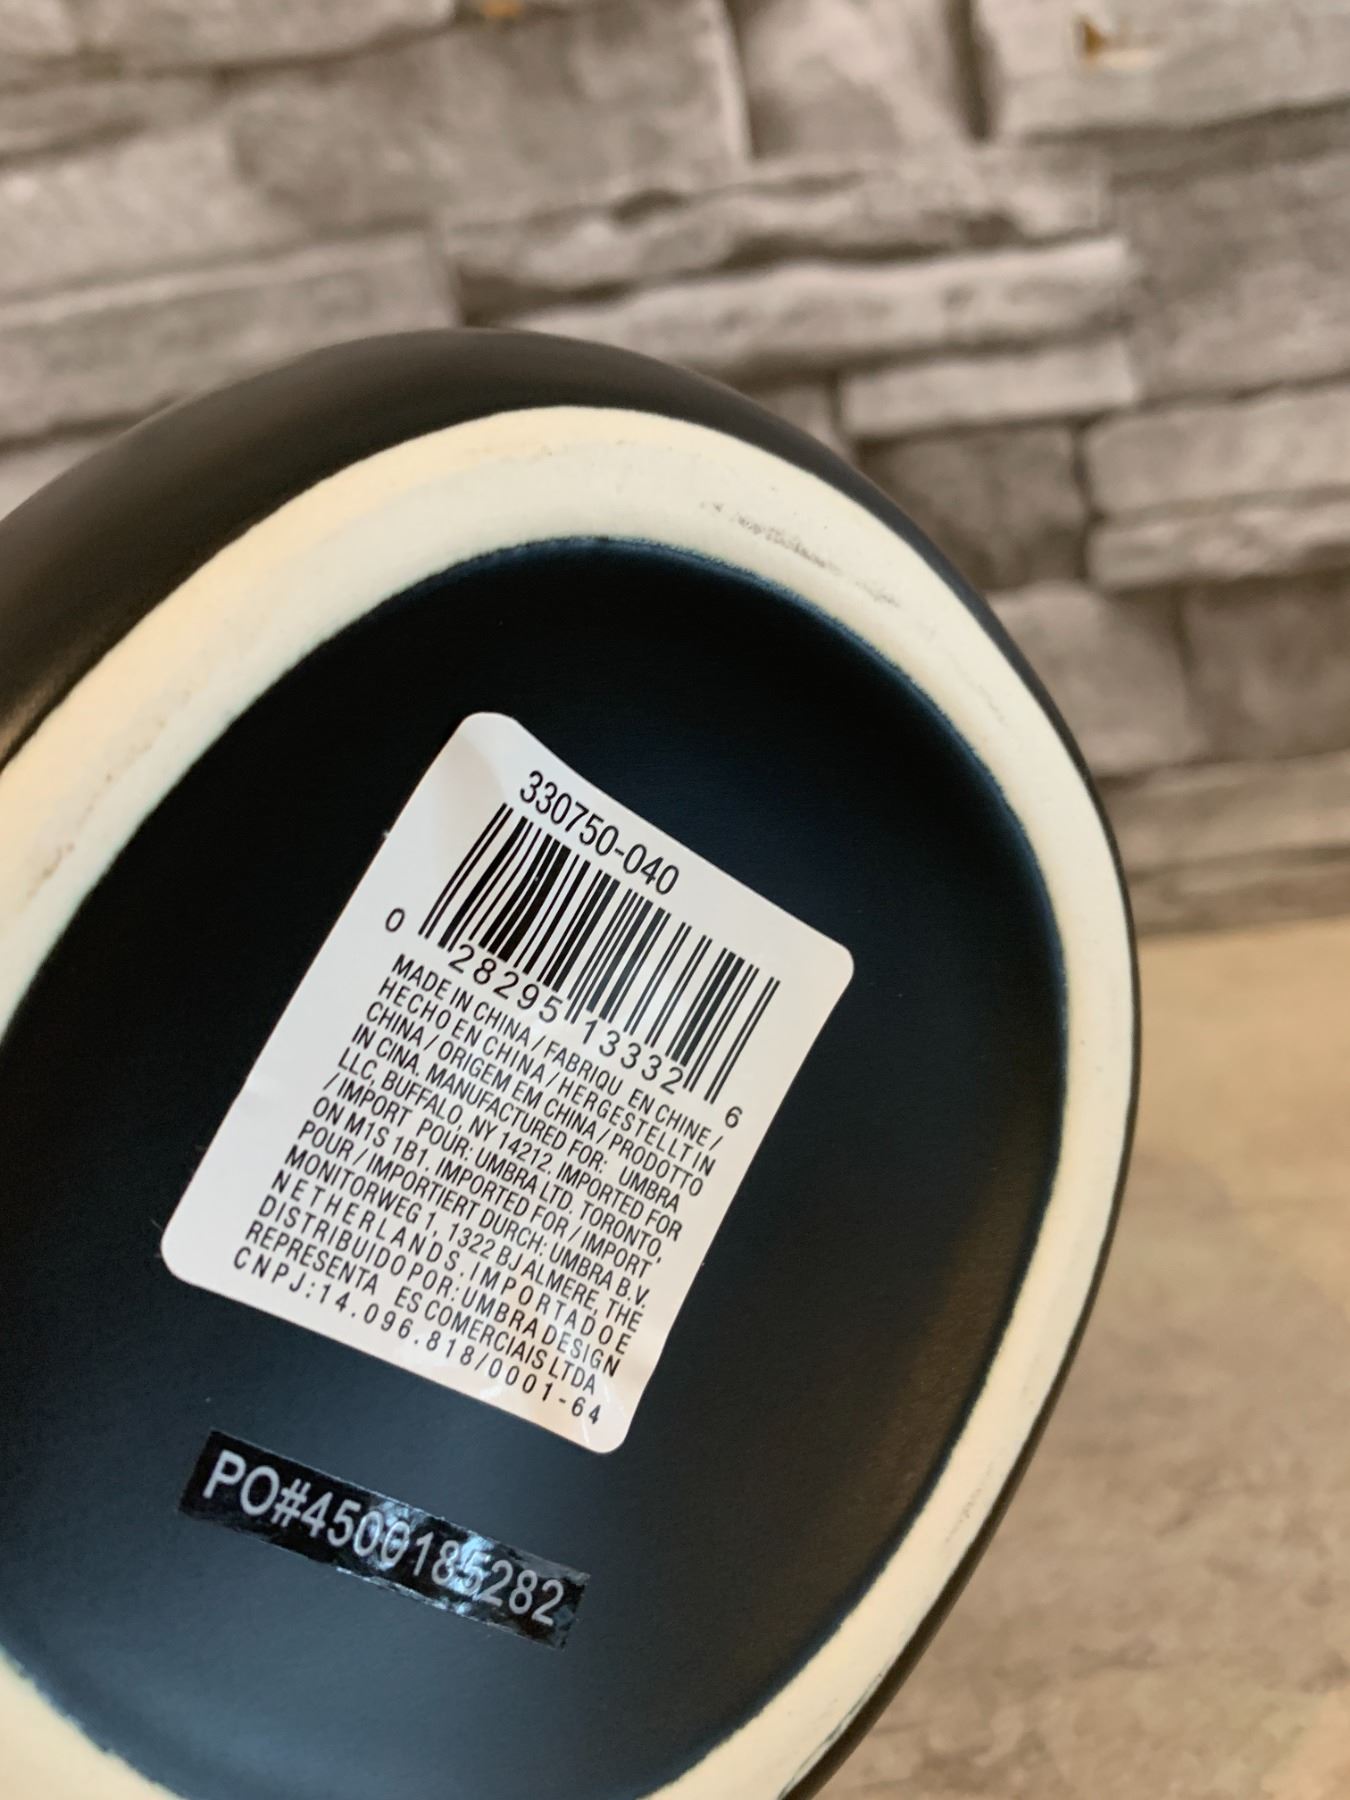 330750-040
0 28295 13332 6
MADE IN CHINA / FABRIQU EN CHINE /
HECHO EN CHINA / HERGESTELLT IN
CHINA / ORIGEM EM CHINA / PRODOTTO
IN CINA. MANUFACTURED FOR: UMBRA
LLC, BUFFALO, NY 14212. IMPORTED FOR
/ IMPORT POUR: UMBRA LTD. TORONTO,
ON M1S 1B1. IMPORTED FOR / IMPORT,
POUR / IMPORTIERT DURCH: UMBRA B.V.
MONITORWEG 1, 1322 BJ ALMERE, THE
NETHERLANDS. IMPORTADO E
DISTRIBUIDO POR: UMBRA DESIGN
REPRESENTA ES COMERCIAIS LTDA
CNPJ:14.096.818/0001-64
PO#4500185282